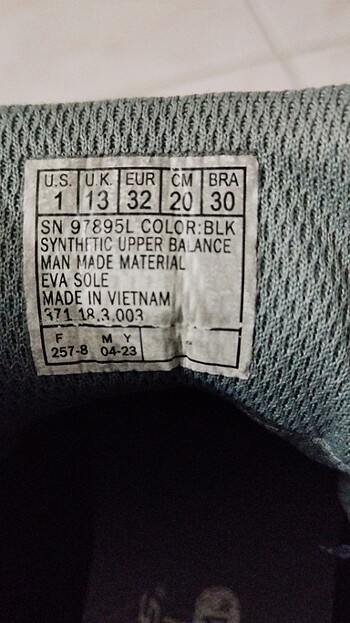 U.S. U.K. EUR CM BRA
1 13 32 20 30
SN 97895L COLOR:BLK
SYNTHETIC UPPER BALANCE
MAN MADE MATERIAL
EVA SOLE
MADE IN VIETNAM
371 18.3.003
F M Y
257-8 04-23